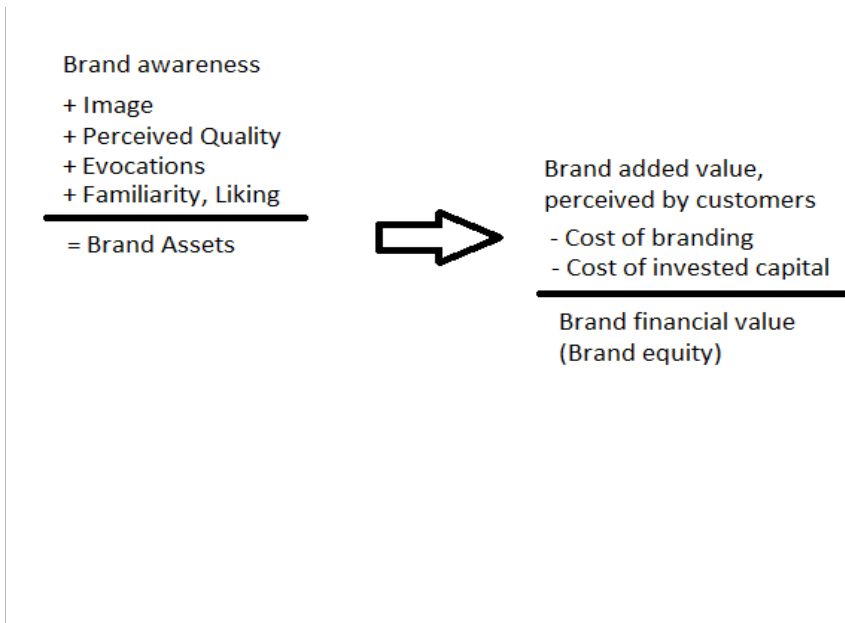 Brand awareness
+ Image
+ Perceived Quality
+ Evocations
+ Familiarity, Liking
= Brand Assets
Brand added value,
perceived by customers
- Cost of branding
- Cost of invested capital
Brand financial value
(Brand equity)